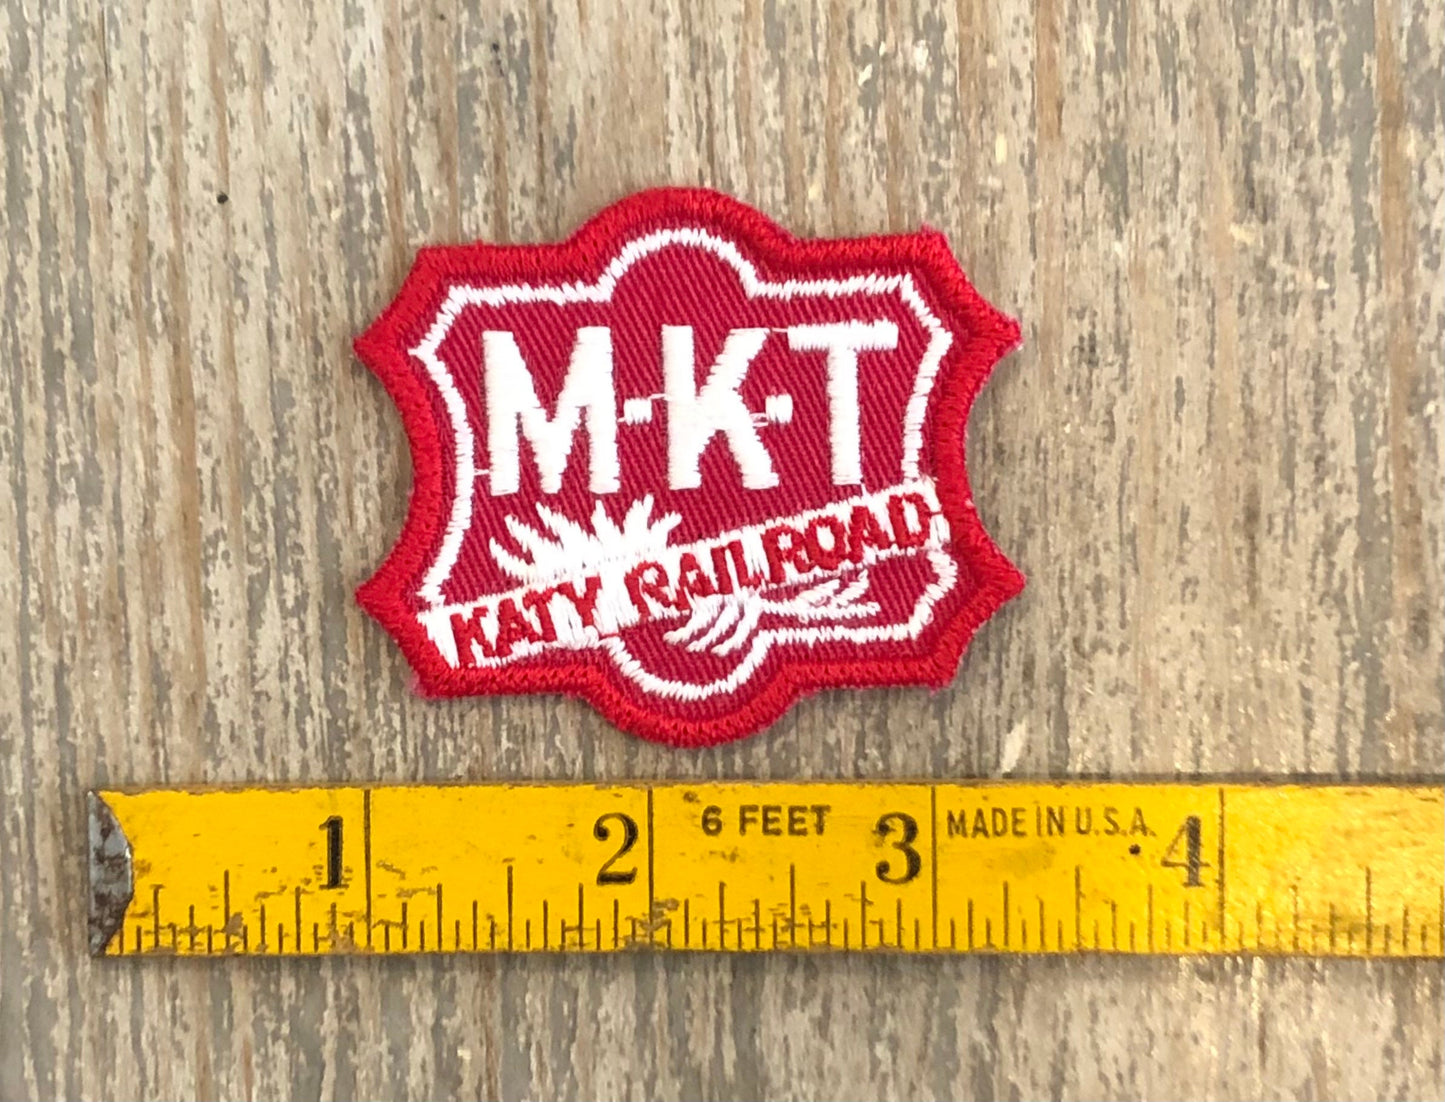 M·K·T
KATY RAILROAD
1 2 6 FEET 3 MADE IN U.S.A. 4